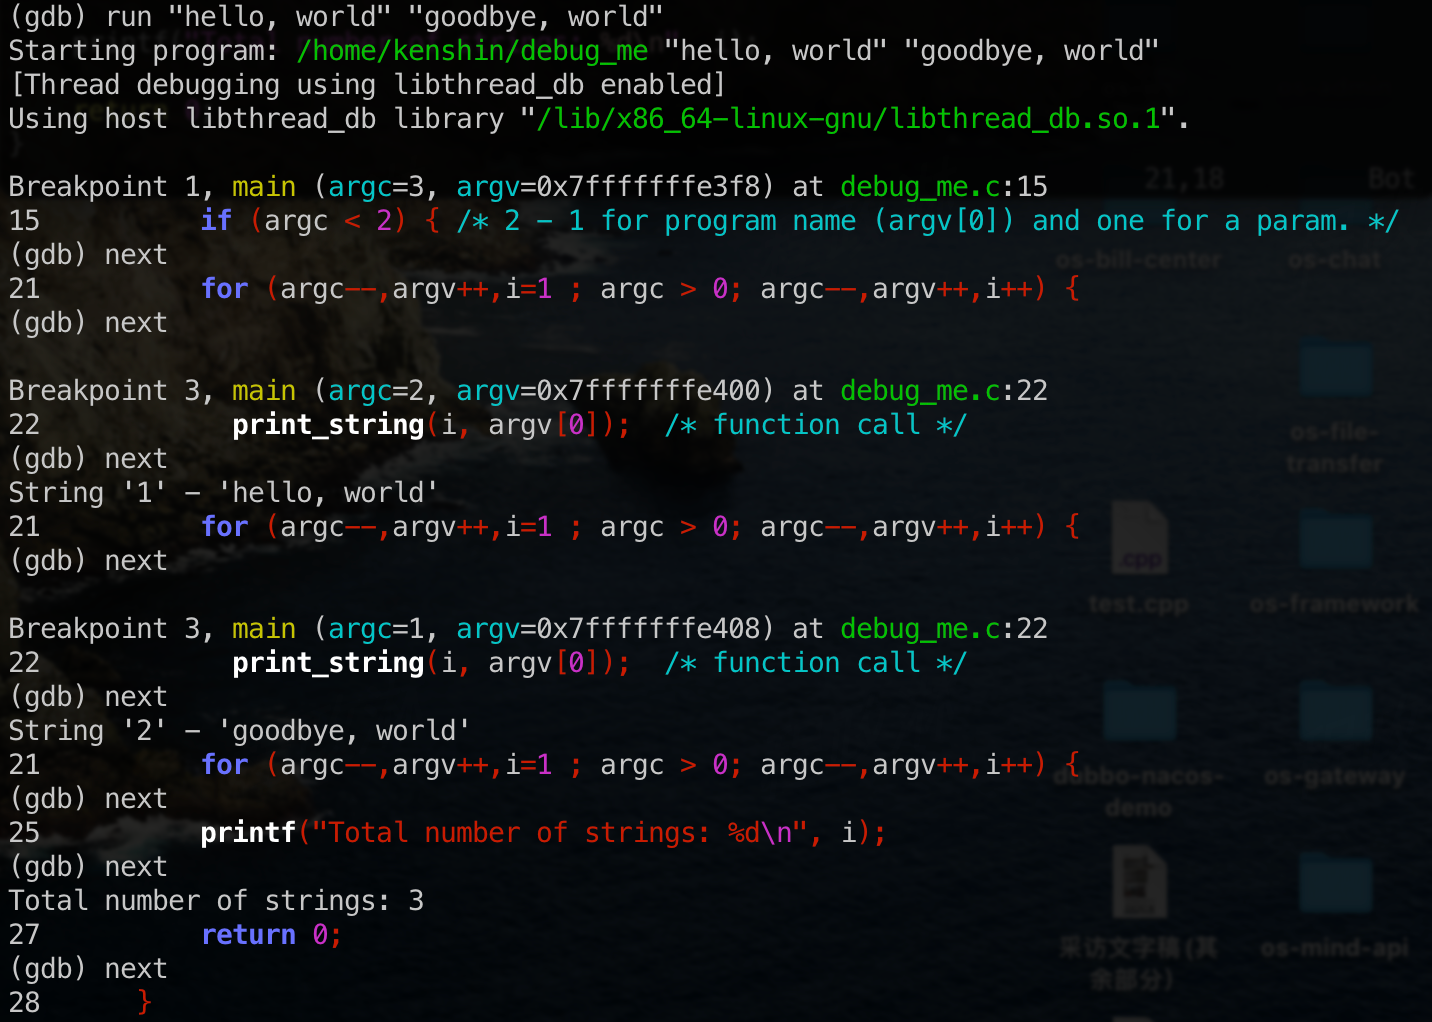 (gdb) run "hello, world" "goodbye, world"
Starting program: /home/kenshin/debug_me "hello, world" "goodbye, world"
[Thread debugging using libthread_db enabled]
Using host libthread_db library "/lib/x86_64-linux-gnu/libthread_db.so.1".
Breakpoint 1, main (argc=3, argv=0x7fffffffe3f8) at debug_me.c:15
21,18 Bot
15 if (argc < 2) { /* 2 - 1 for program name (argv[0]) and one for a param. */
(gdb) next
os-bill-center os-chat
21 for (argc--,argv++,i=1 ; argc > 0; argc--,argv++,i++) {
(gdb) next
Breakpoint 3, main (argc=2, argv=0x7fffffffe400) at debug_me.c:22
22 print_string(i, argv[0]); /* function call */
os-file-
transfer
(gdb) next
String '1' - 'hello, world'
21 for (argc--,argv++,i=1 ; argc > 0; argc--,argv++,i++) {
(gdb) next
.cpp
test.cpp os-framework
Breakpoint 3, main (argc=1, argv=0x7fffffffe408) at debug_me.c:22
22 print_string(i, argv[0]); /* function call */
(gdb) next
String '2' - 'goodbye, world'
21 for (argc--,argv++,i=1 ; argc > 0; argc--,argv++,i++) {
dubbo-nacos-
demo
os-gateway
(gdb) next
25 printf("Total number of strings: %d\n", i);
(gdb) next
Total number of strings: 3
27 return 0;
采访文字稿(其
余部分)
os-mind-api
(gdb) next
28 }